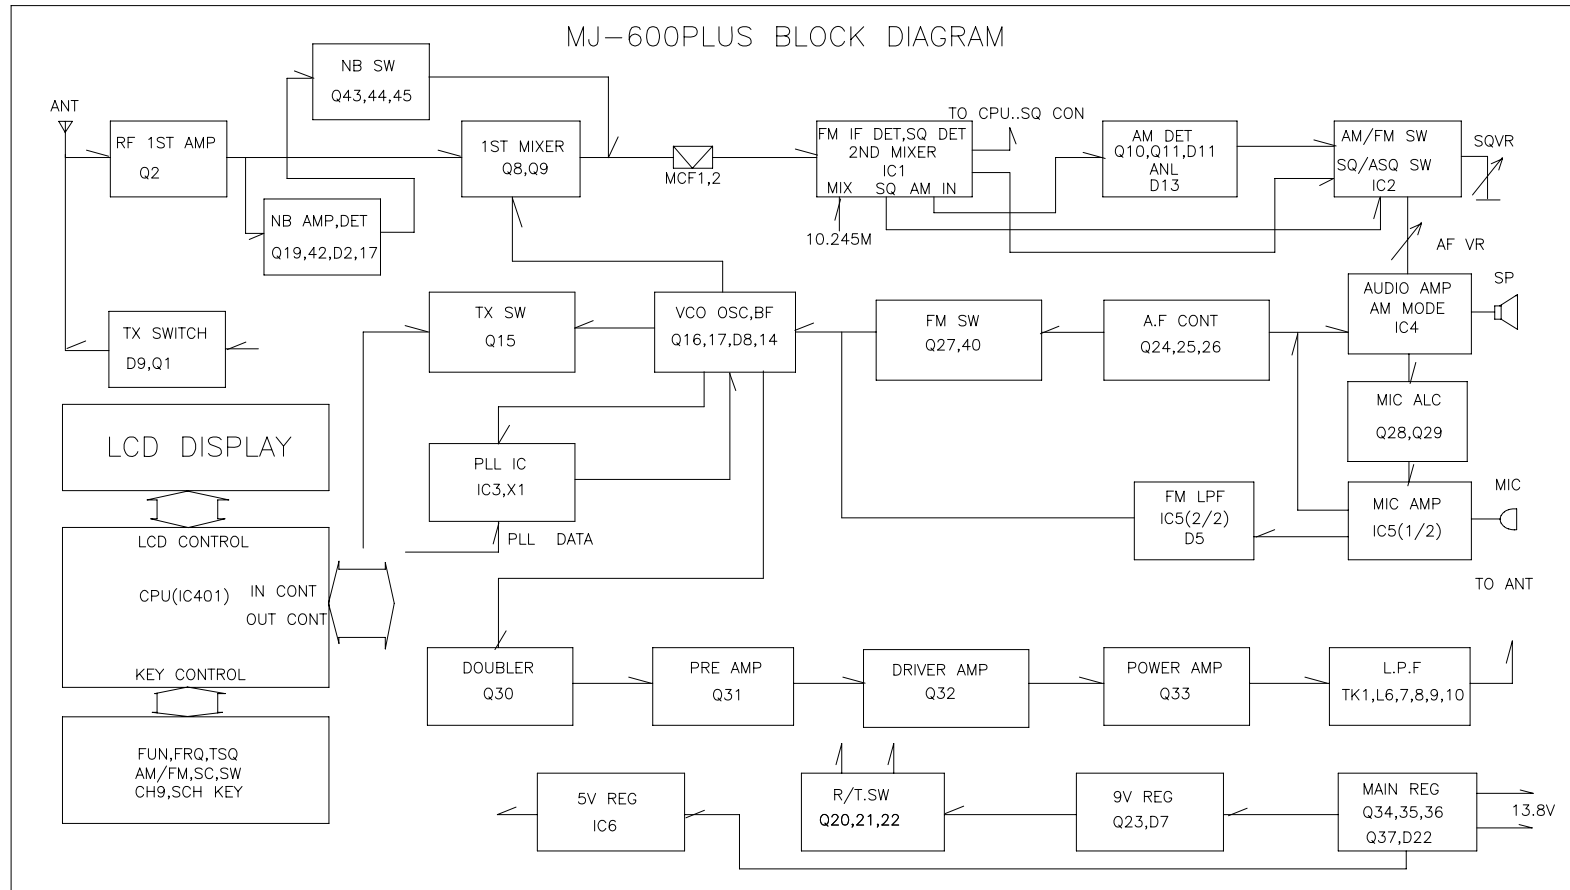 MJ-600PLUS BLOCK DIAGRAM
NB SW
Q43,44,45
ANT
RF 1ST AMP
Q2
1ST MIXER
Q8,Q9
MCF1,2
TO CPU..SQ CON
FM IF DET,SQ DET
2ND MIXER
IC1
MIX
SQ
AM IN
10.245M
AM DET
Q10,Q11,D11
ANL
D13
AM/FM SW
SQ/ASQ SW
IC2
SQVR
NB AMP,DET
Q19,42,D2,17
AF VR
TX SWITCH
D9,Q1
TX SW
Q15
VCO OSC,BF
Q16,17,D8,14
FM SW
Q27,40
A.F CONT
Q24,25,26
AUDIO AMP
AM MODE
IC4
SP
MIC ALC
Q28,Q29
LCD DISPLAY
PLL IC
IC3,X1
PLL DATA
FM LPF
IC5(2/2)
D5
MIC AMP
IC5(1/2)
MIC
LCD CONTROL
CPU(IC401)
IN CONT
OUT CONT
KEY CONTROL
TO ANT
DOUBLER
Q30
PRE AMP
Q31
DRIVER AMP
Q32
POWER AMP
Q33
L.P.F
TK1,L6,7,8,9,10
FUN,FRQ,TSQ
AM/FM,SC,SW
CH9,SCH KEY
5V REG
IC6
R/T.SW
Q20,21,22
9V REG
Q23,D7
MAIN REG
Q34,35,36
Q37,D22
13.8V